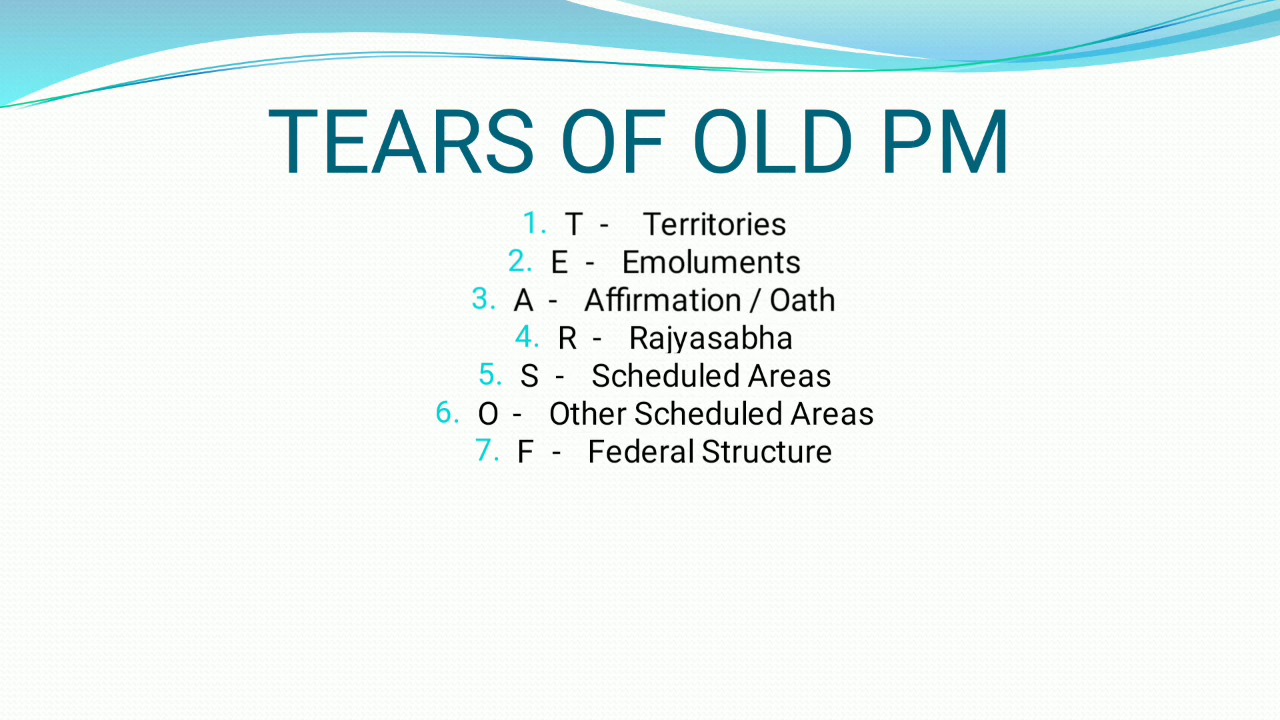 TEARS OF OLD PM
1. T - Territories
2. E - Emoluments
3. A - Affirmation / Oath
4. R - Rajyasabha
5. S - Scheduled Areas
6. O - Other Scheduled Areas
7. F - Federal Structure